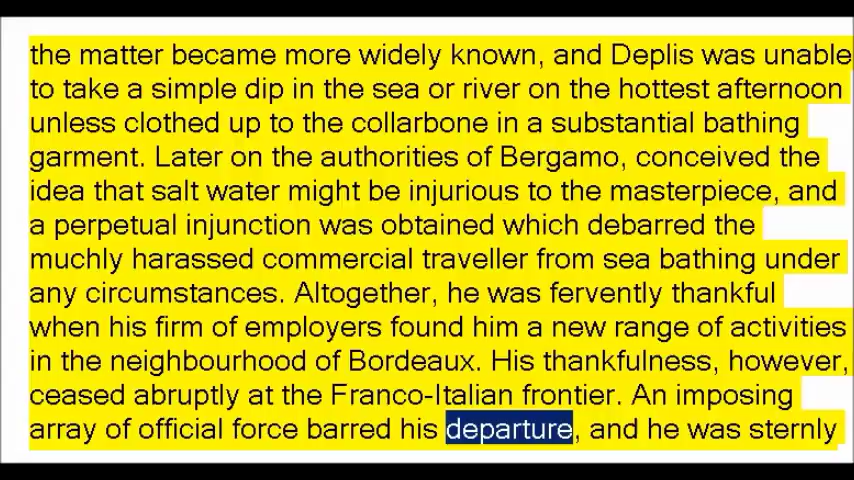 the matter became more widely known, and Deplis was unable
to take a simple dip in the sea or river on the hottest afternoon
unless clothed up to the collarbone in a substantial bathing
garment. Later on the authorities of Bergamo, conceived the
idea that salt water might be injurious to the masterpiece, and
a perpetual injunction was obtained which debarred the
muchly harassed commercial traveller from sea bathing under
any circumstances. Altogether, he was fervently thankful
when his firm of employers found him a new range of activities
in the neighbourhood of Bordeaux. His thankfulness, however,
ceased abruptly at the Franco-Italian frontier. An imposing
array of official force barred his departure, and he was sternly